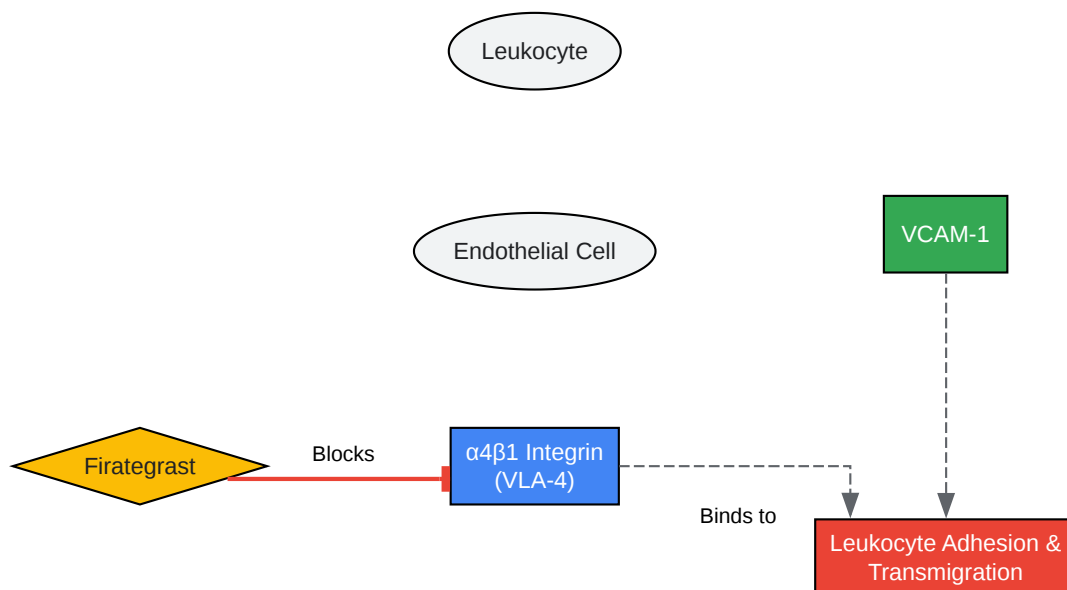 Leukocyte
VCAM-1
Endothelial Cell
Firategrast
Blocks
α4β1 Integrin
(VLA-4)
Binds to
Leukocyte Adhesion &
Transmigration